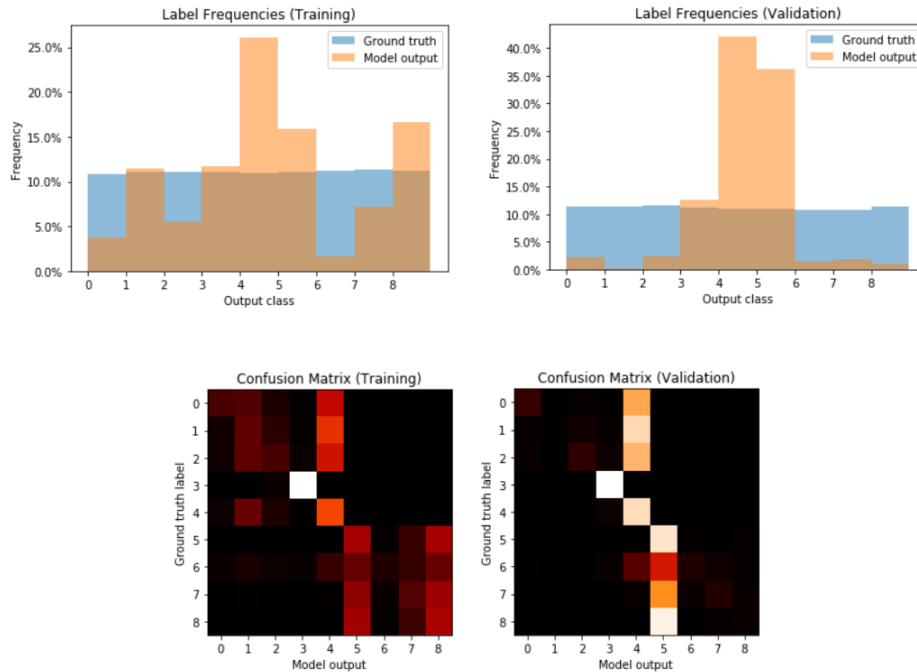 Label Frequencies (Training)
25.0%
20.0%
15.0%
10.0%
5.0%
0.0%
Frequency
Ground truth
Model output
0 1 2 3 4 5 6 7 8
Output class
Label Frequencies (Validation)
40.0%
35.0%
30.0%
25.0%
20.0%
15.0%
10.0%
5.0%
0.0%
Frequency
Ground truth
Model output
0 1 2 3 4 5 6 7 8
Output class
Confusion Matrix (Training)
Ground truth label
0
1
2
3
4
5
6
7
8
0 1 2 3 4 5 6 7 8
Model output
Confusion Matrix (Validation)
Ground truth label
0
1
2
3
4
5
6
7
8
0 1 2 3 4 5 6 7 8
Model output